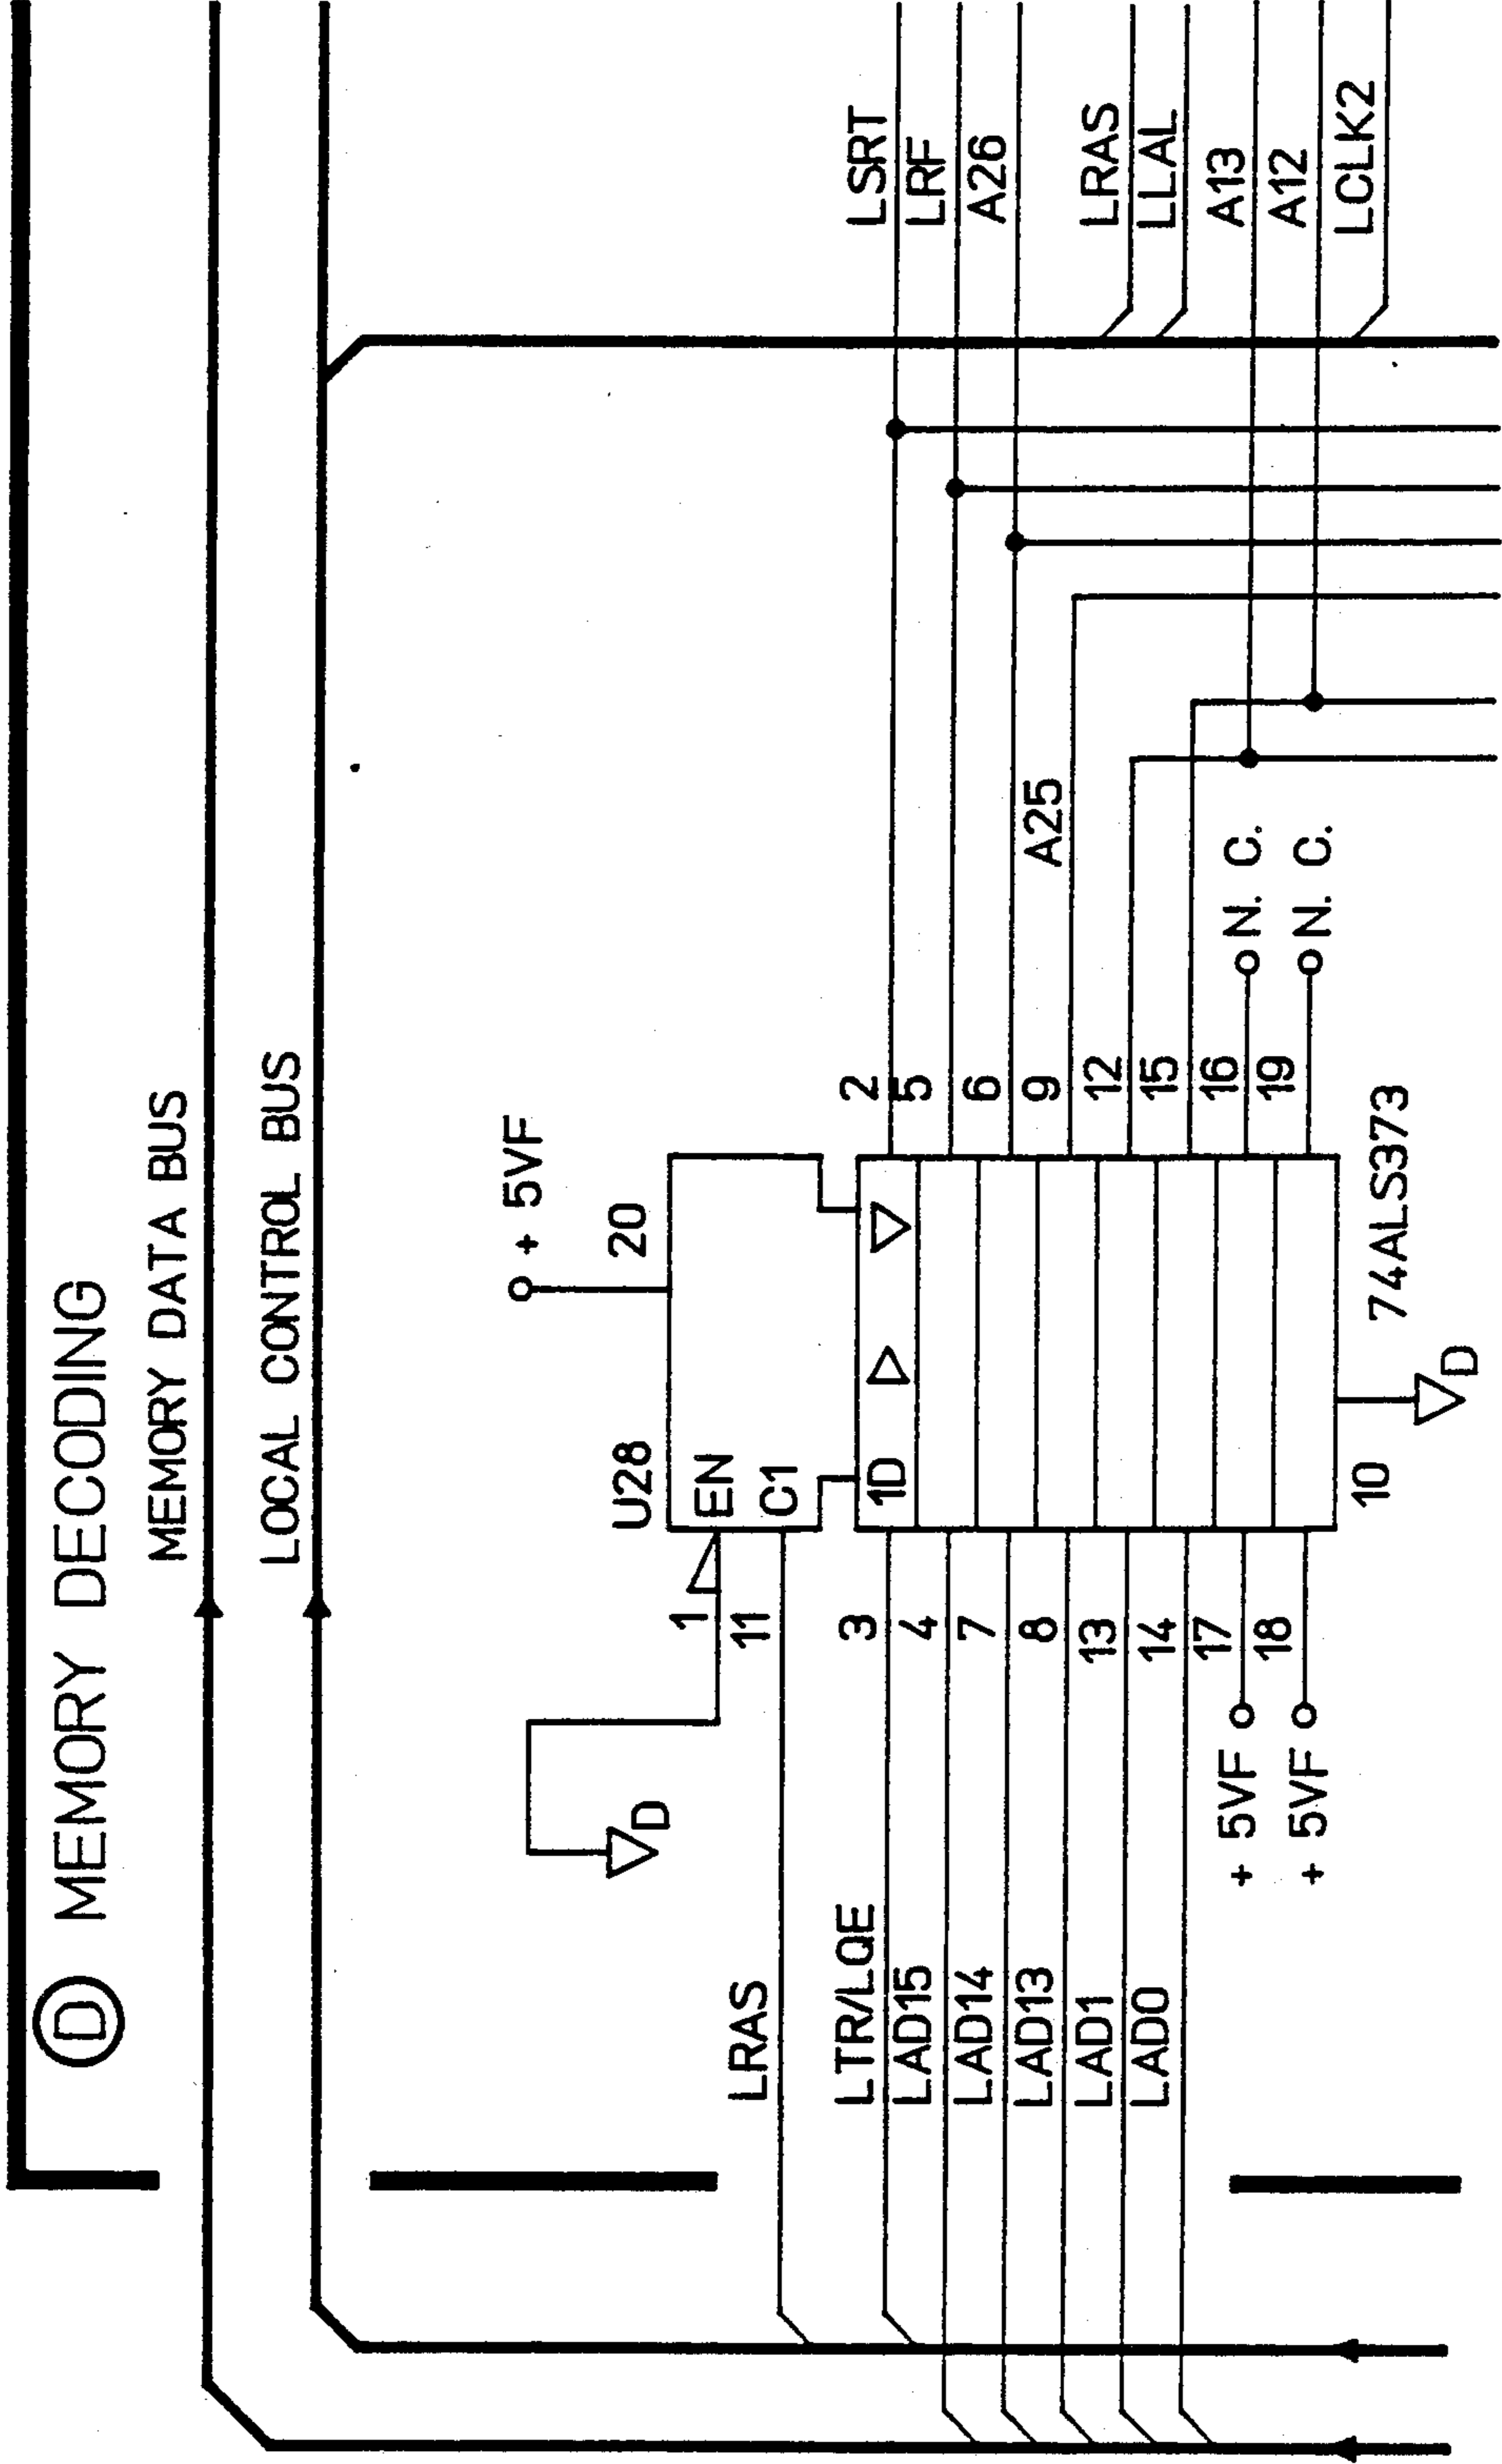 D MEMORY DECODING
MEMORY DATA BUS
LOCAL CONTROL BUS
+ 5VF
20
U28
EN
C1
1D
1
11
D
LRAS
LTR/LQE
LAD15
LAD14
LAD13
LAD1
LAD0
3
4
7
8
13
14
17
18
+ 5VF
+ 5VF
2
5
6
9
12
15
16
19
N. C.
N. C.
A25
10
D
74ALS373
LSRT
LRF
A26
LRAS
LLAL
A13
A12
LCLK2